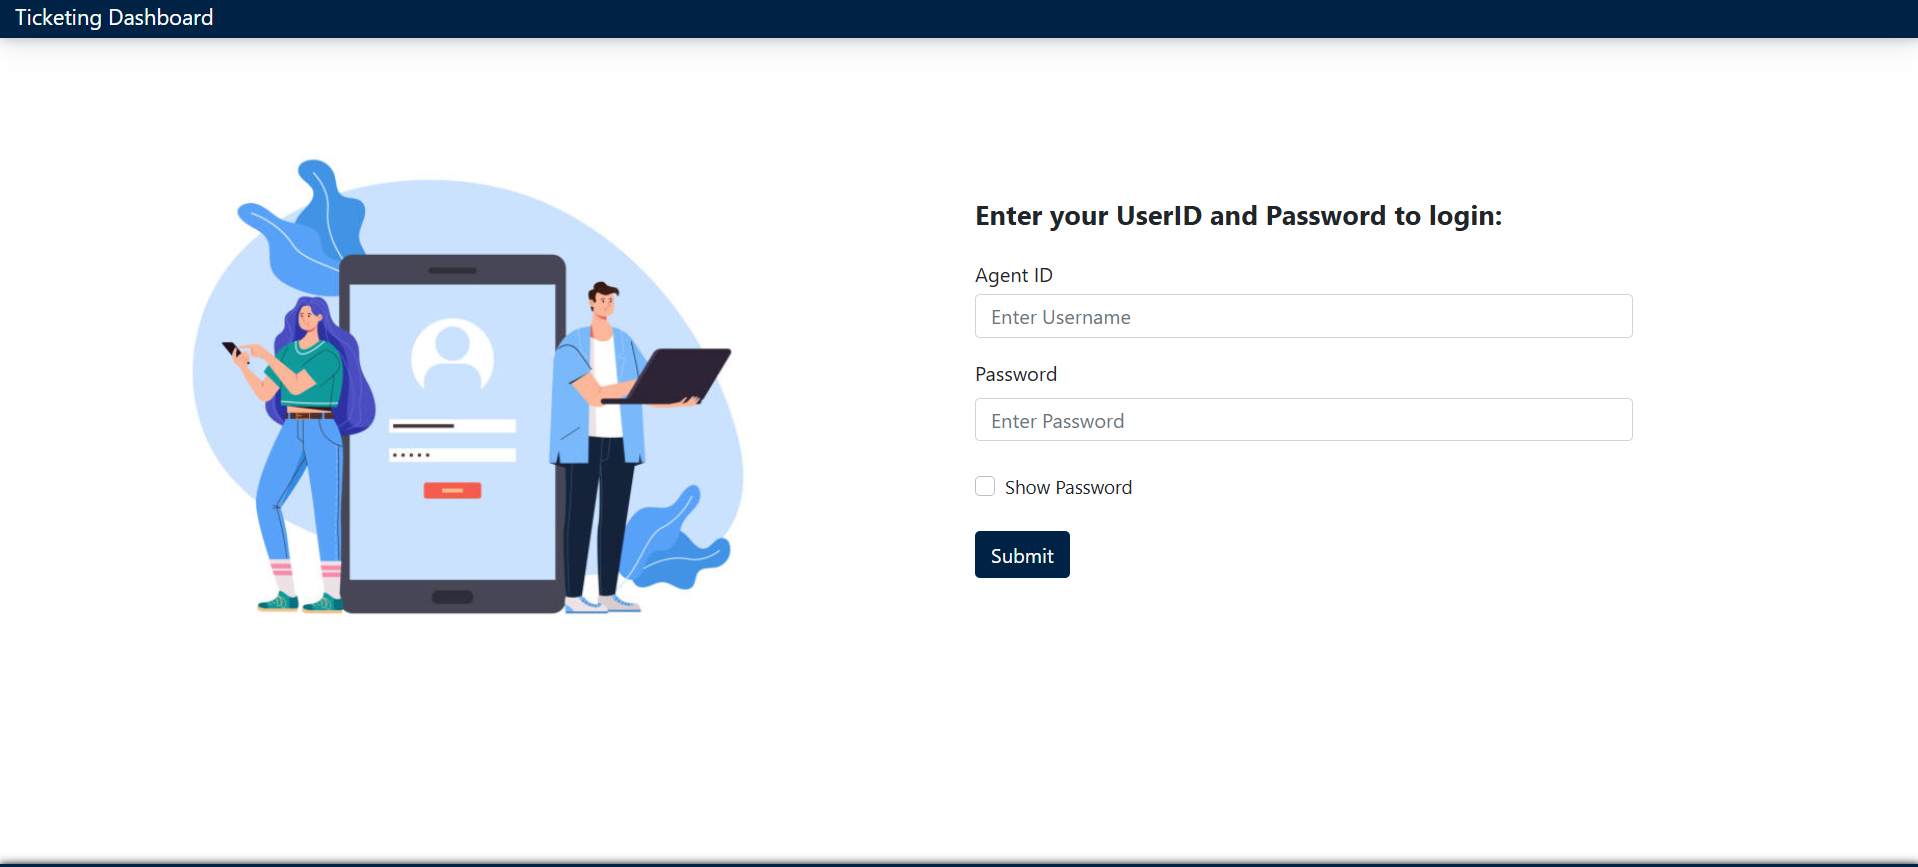 Ticketing Dashboard
Enter your UserID and Password to login:
Agent ID
Enter Username
Password
Enter Password
Show Password
Submit